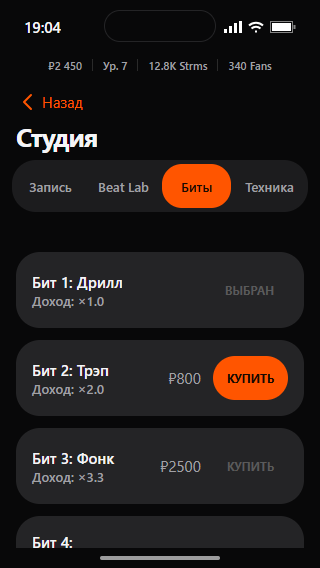 19:04
₽2 450 Ур. 7 12.8K Strms 340 Fans
Назад
Студия
Запись Beat Lab Биты Техника
Бит 1: Дрилл
Доход: ×1.0
ВЫБРАН
Бит 2: Трэп
Доход: ×2.0
₽800 КУПИТЬ
Бит 3: Фонк
Доход: ×3.3
₽2500 КУПИТЬ
Бит 4: